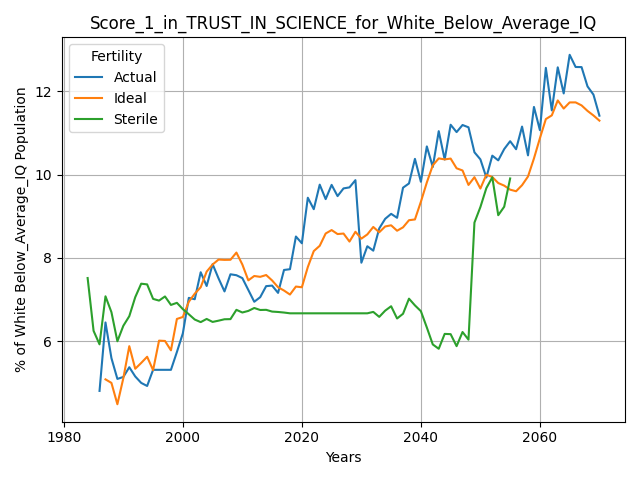 Score_1_in_TRUST_IN_SCIENCE_for_White_Below_Average_IQ
Fertility
Actual
Ideal
Sterile
% of White Below_Average_IQ Population
12
10
8
6
1980
2000
2020
2040
2060
Years